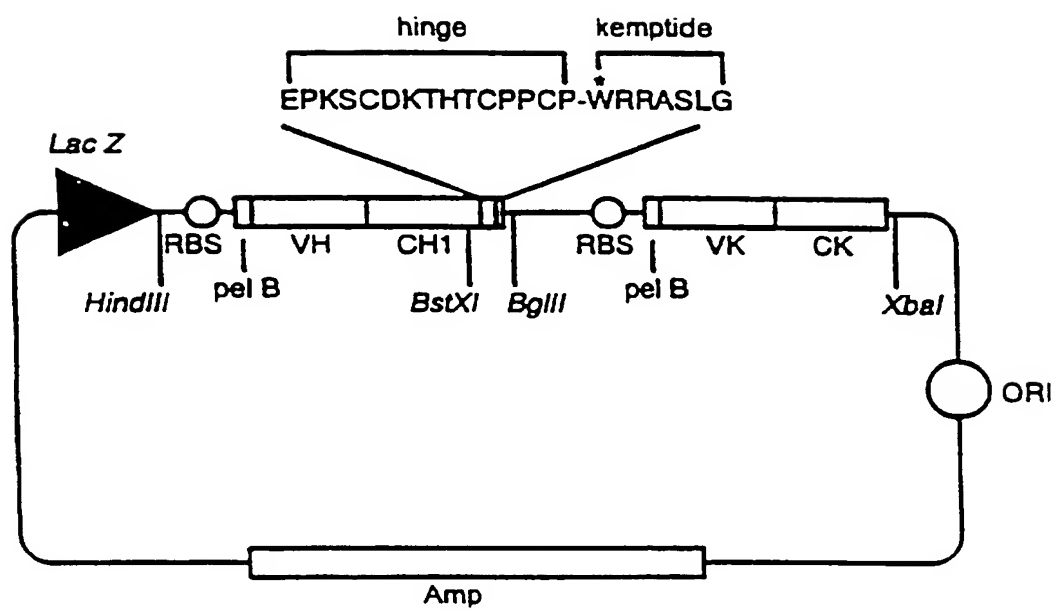 hinge kemptide
*
EPKSCDKTHTCPPCP-WRRASLG
Lac Z
RBS VH CH1 RBS VK CK
HindIII pel B BstXI BglII pel B XbaI
ORI
Amp